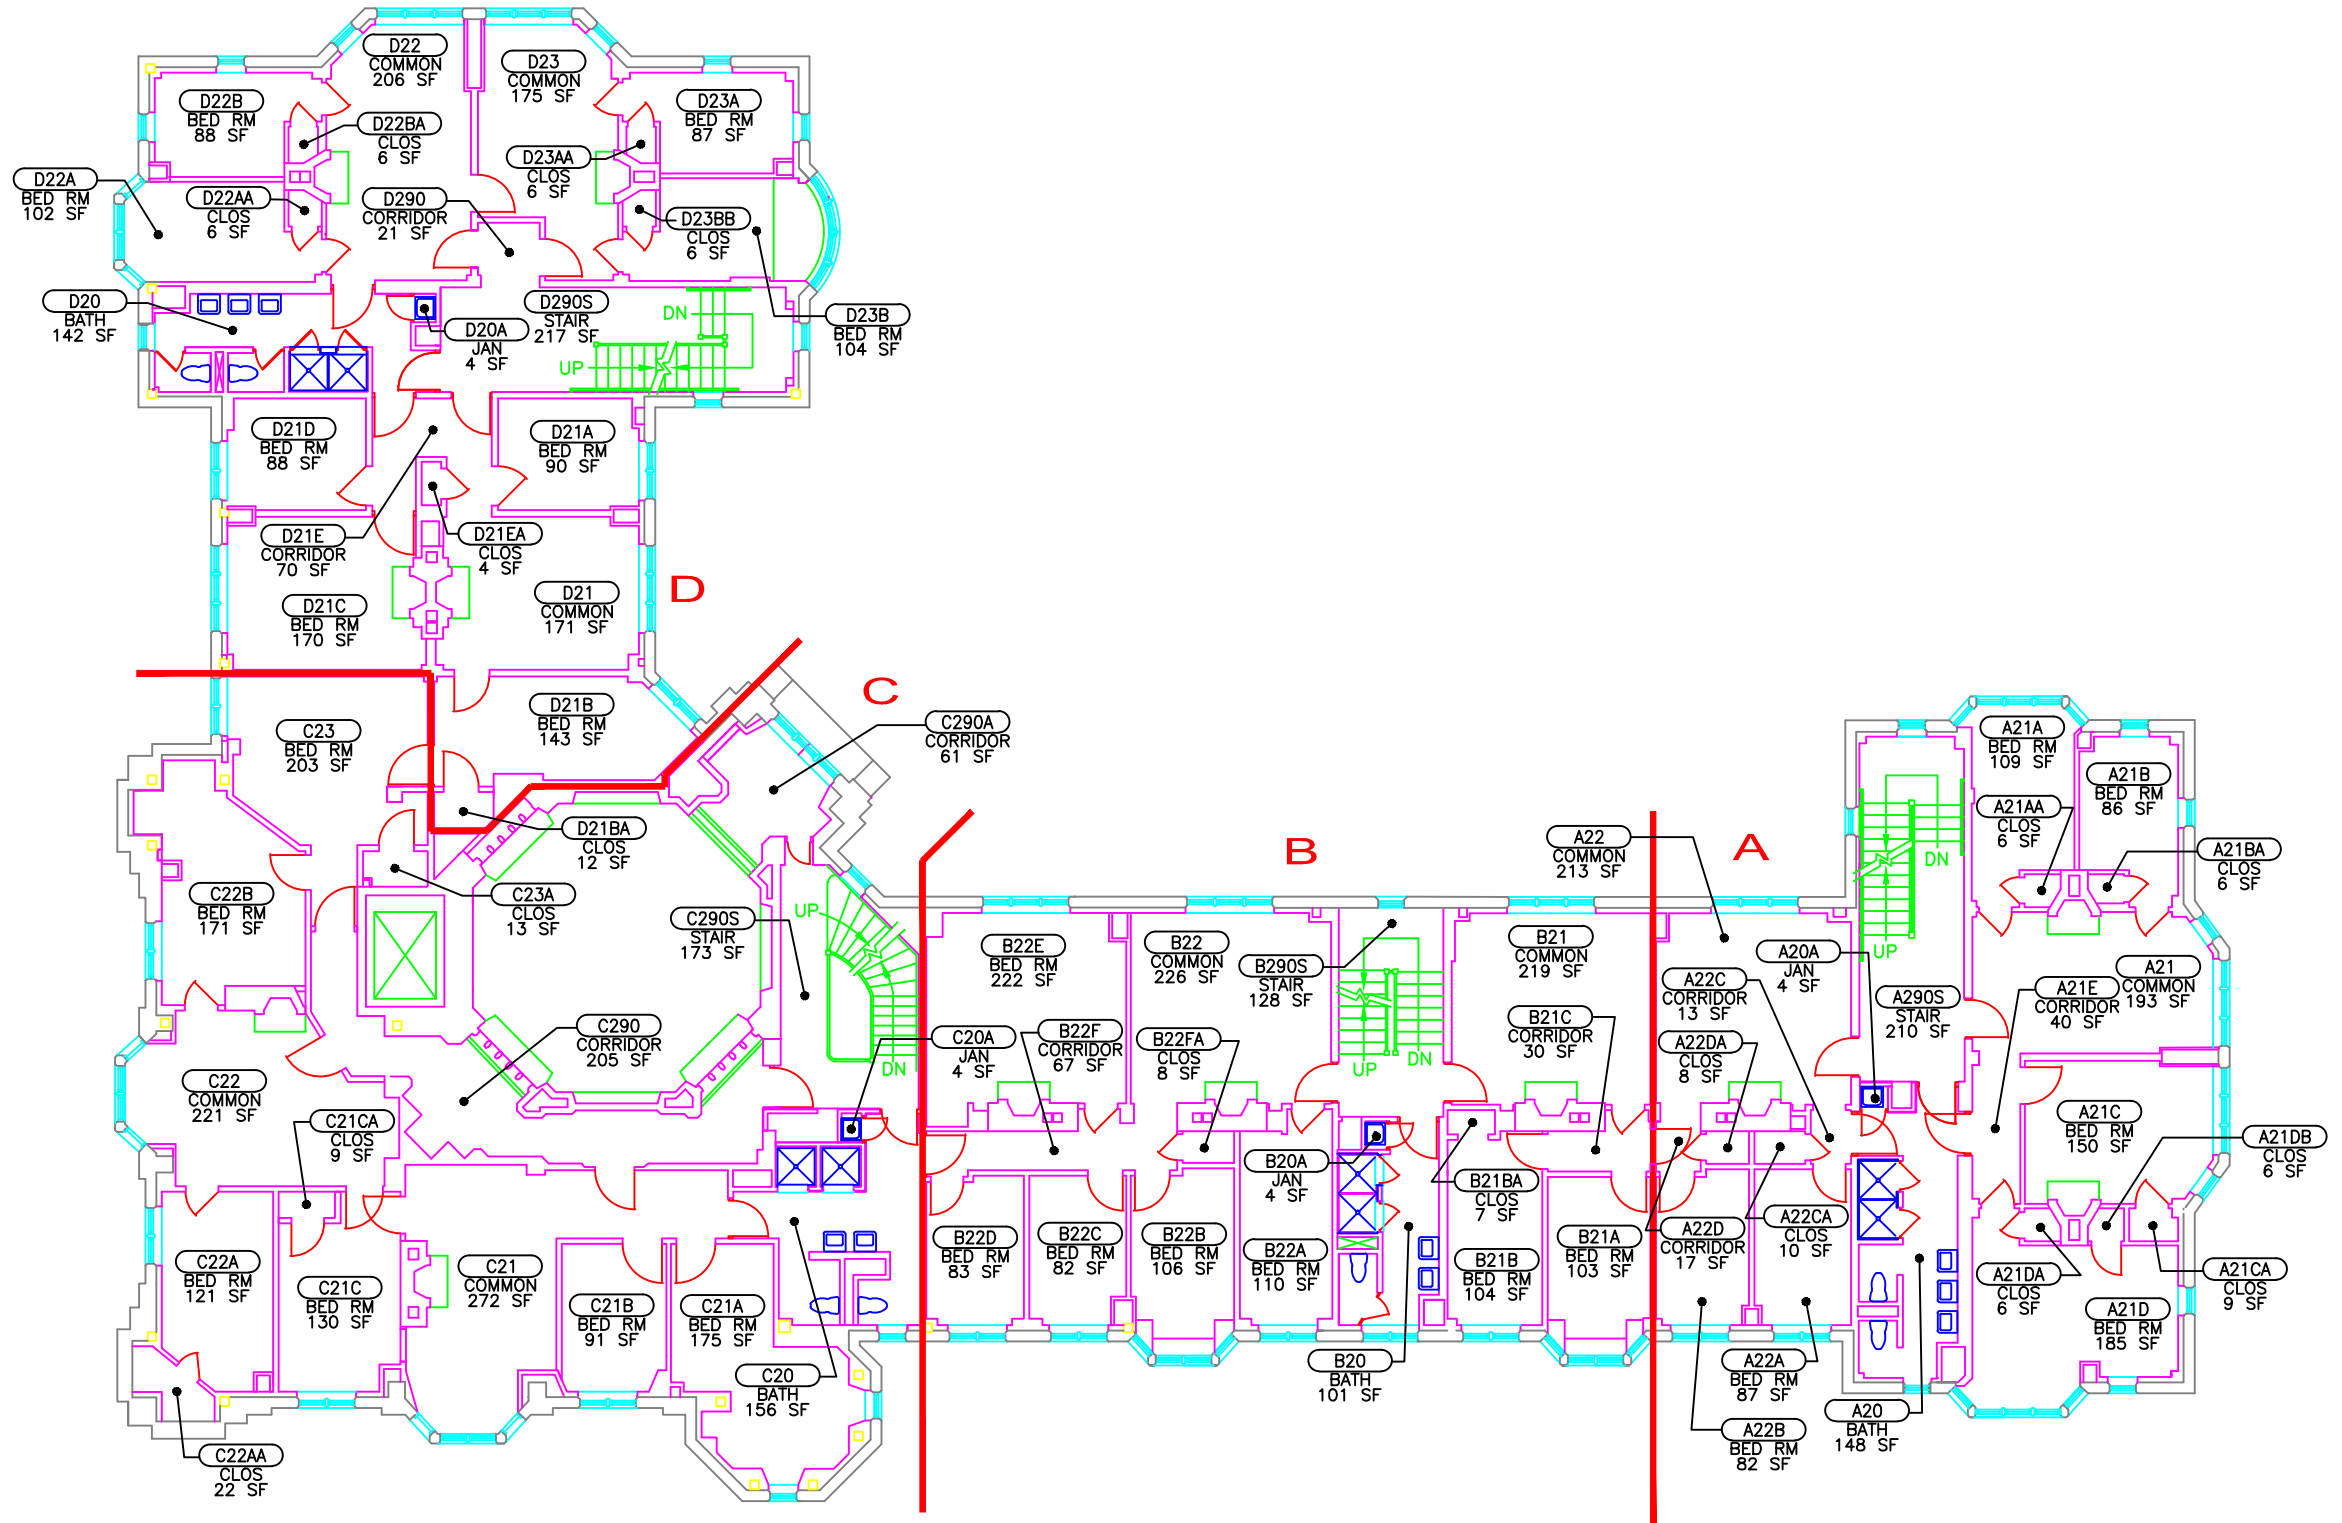 D22
COMMON
206 SF
D23
COMMON
175 SF
D22B
BED RM
88 SF
D22BA
CLOS
6 SF
D23A
BED RM
87 SF
D23AA
CLOS
6 SF
D22A
BED RM
102 SF
D22AA
CLOS
6 SF
D290
CORRIDOR
21 SF
D23BB
CLOS
6 SF
D20
BATH
142 SF
D290S
STAIR
217 SF
DN
UP
D20A
JAN
4 SF
D23B
BED RM
104 SF
D21D
BED RM
88 SF
D21A
BED RM
90 SF
D21E
CORRIDOR
70 SF
D21EA
CLOS
4 SF
D21C
BED RM
170 SF
D21
COMMON
171 SF
D
D21B
BED RM
143 SF
C
C23
BED RM
203 SF
C290A
CORRIDOR
61 SF
D21BA
CLOS
12 SF
C22B
BED RM
171 SF
C23A
CLOS
13 SF
C290S
STAIR
173 SF
UP
DN
C290
CORRIDOR
205 SF
C20A
JAN
4 SF
C22
COMMON
221 SF
C21CA
CLOS
9 SF
C22A
BED RM
121 SF
C21C
BED RM
130 SF
C21
COMMON
272 SF
C21B
BED RM
91 SF
C21A
BED RM
175 SF
C20
BATH
156 SF
C22AA
CLOS
22 SF
B
B22E
BED RM
222 SF
B22
COMMON
226 SF
B290S
STAIR
128 SF
UP
DN
B21
COMMON
219 SF
B22F
CORRIDOR
67 SF
B22FA
CLOS
8 SF
B21C
CORRIDOR
30 SF
B20A
JAN
4 SF
B21BA
CLOS
7 SF
B22D
BED RM
83 SF
B22C
BED RM
82 SF
B22B
BED RM
106 SF
B22A
BED RM
110 SF
B21B
BED RM
104 SF
B21A
BED RM
103 SF
B20
BATH
101 SF
A
A22
COMMON
213 SF
A21A
BED RM
109 SF
A21B
BED RM
86 SF
A21AA
CLOS
6 SF
A21BA
CLOS
6 SF
DN
UP
A20A
JAN
4 SF
A22C
CORRIDOR
13 SF
A290S
STAIR
210 SF
A21E
CORRIDOR
40 SF
A21
COMMON
193 SF
A22DA
CLOS
8 SF
A21C
BED RM
150 SF
A21DB
CLOS
6 SF
A22D
CORRIDOR
17 SF
A22CA
CLOS
10 SF
A21DA
CLOS
6 SF
A21CA
CLOS
9 SF
A21D
BED RM
185 SF
A22A
BED RM
87 SF
A22B
BED RM
82 SF
A20
BATH
148 SF